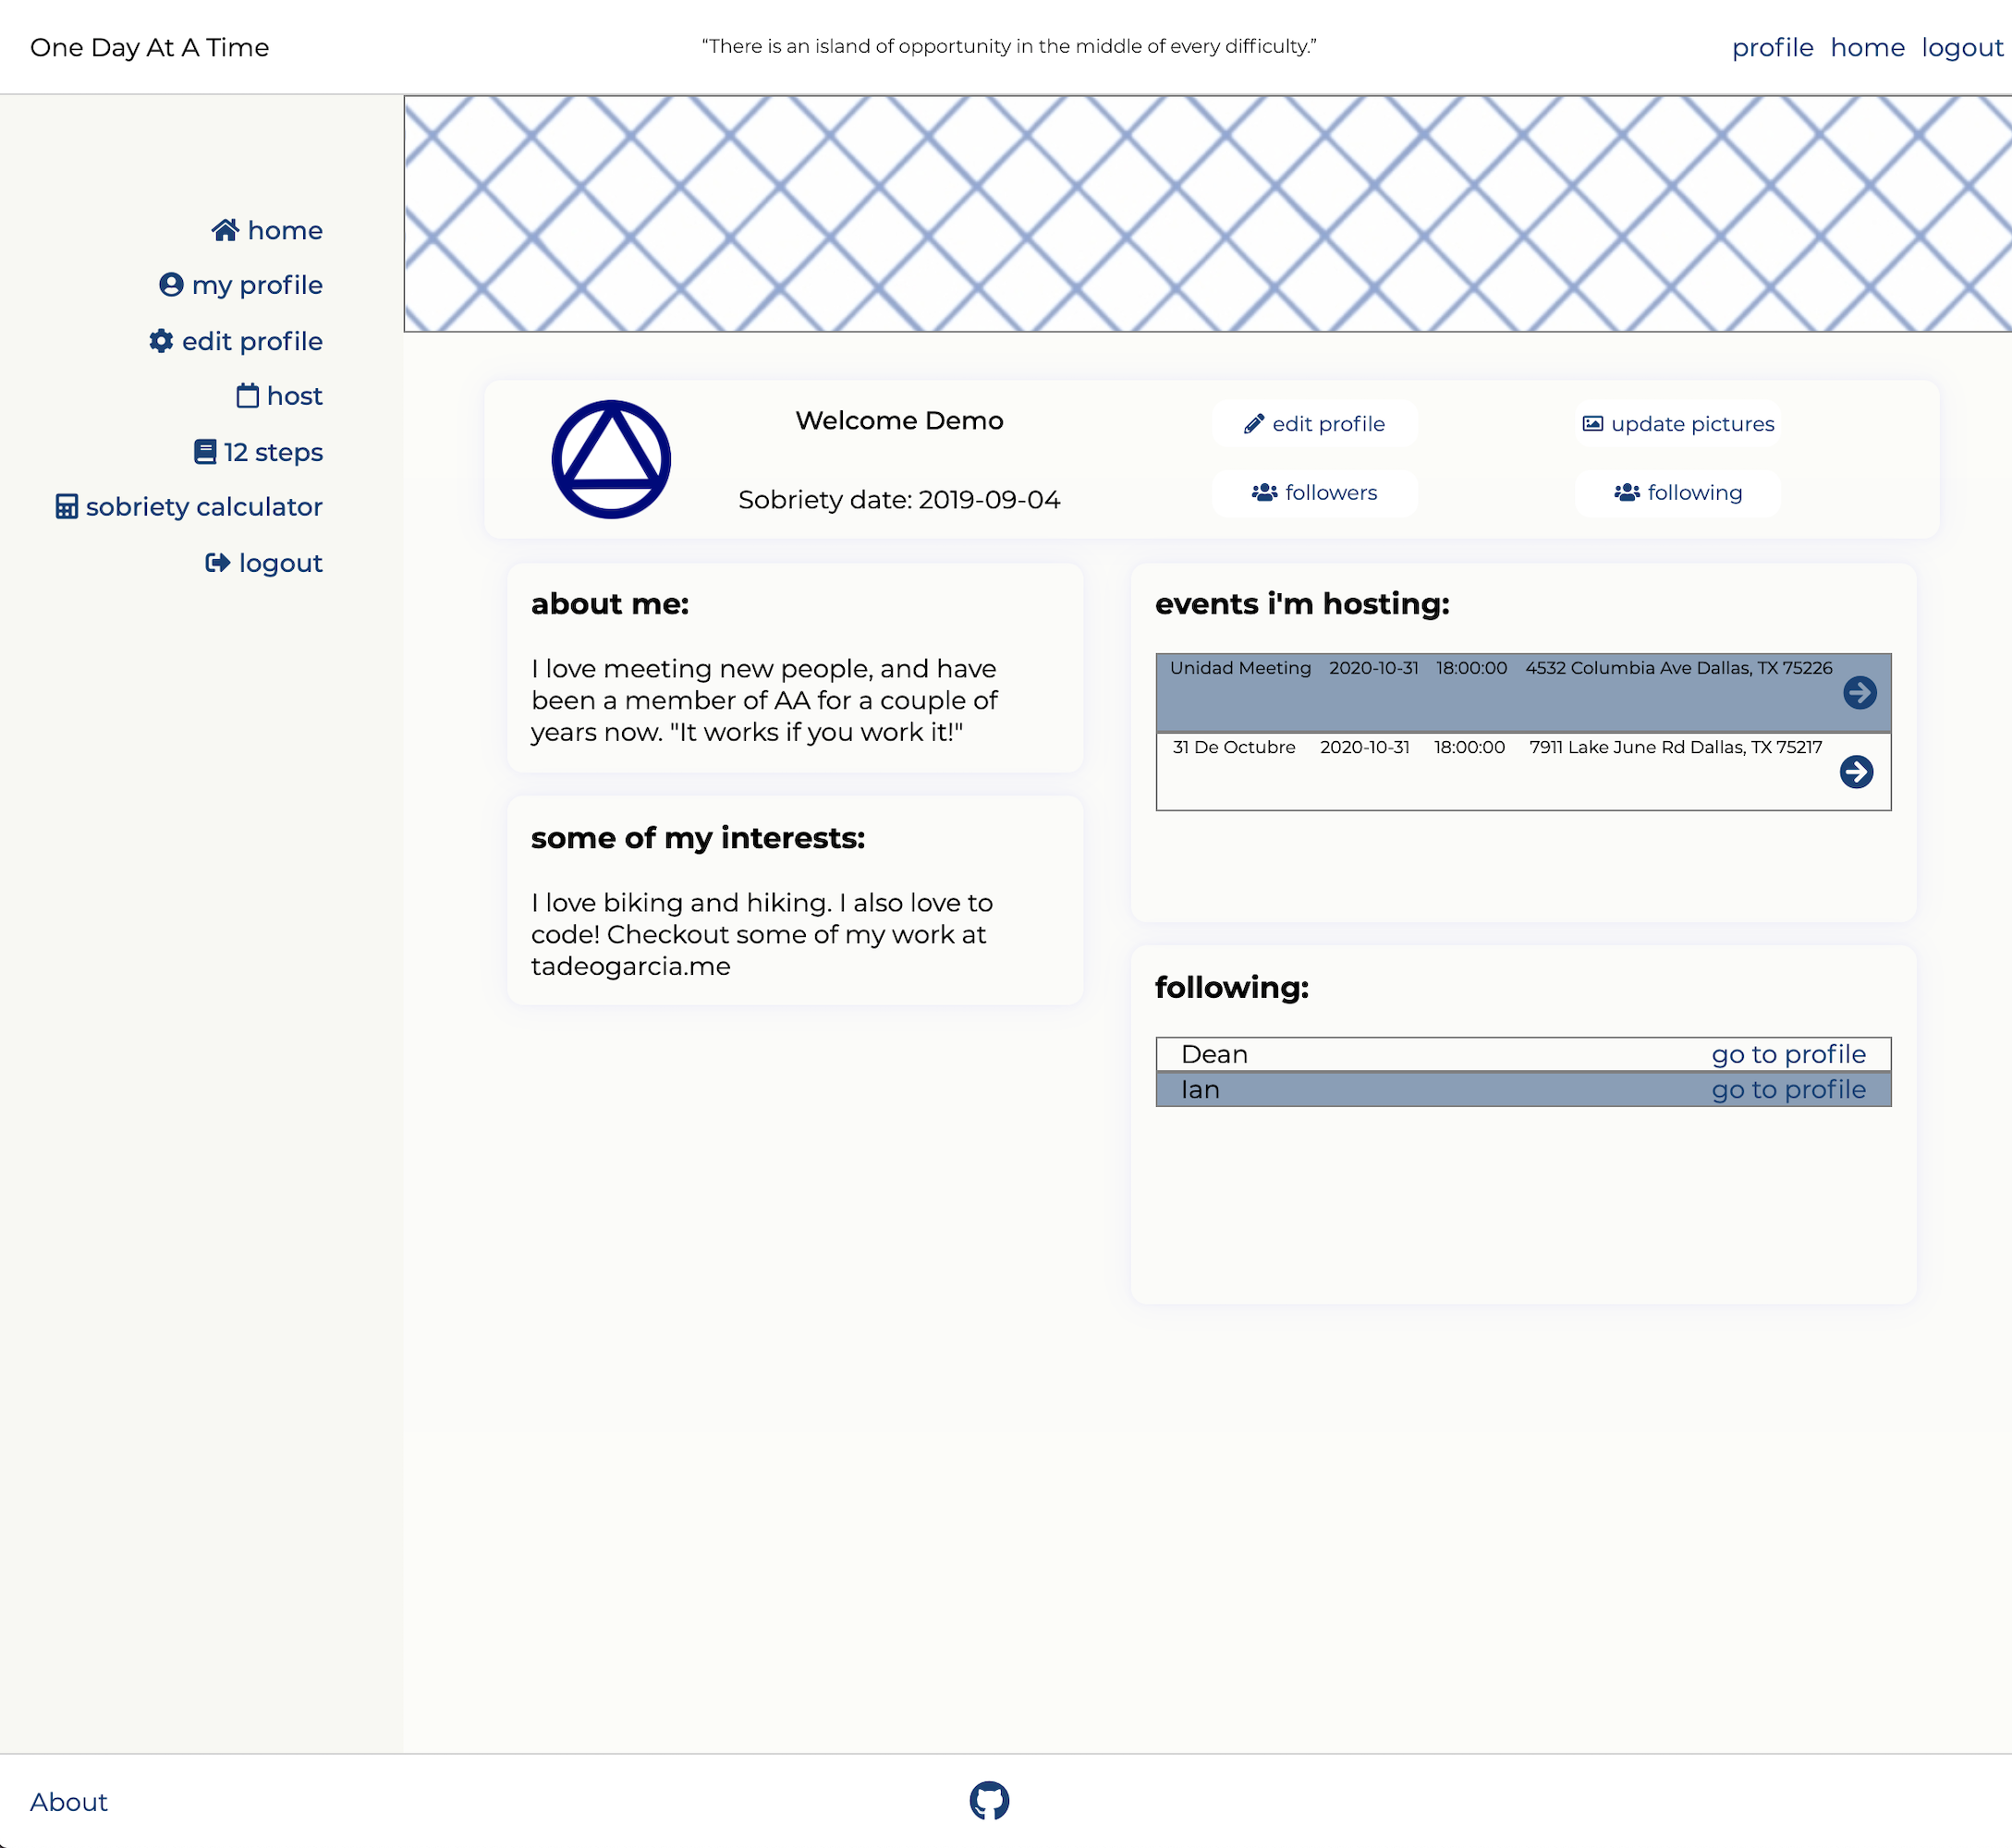 One Day At A Time
“There is an island of opportunity in the middle of every difficulty.”
profile home logout
home
my profile
edit profile
host
12 steps
sobriety calculator
logout
Welcome Demo
Sobriety date: 2019-09-04
edit profile
update pictures
followers
following
about me:
I love meeting new people, and have
been a member of AA for a couple of
years now. "It works if you work it!"
some of my interests:
I love biking and hiking. I also love to
code! Checkout some of my work at
tadeogarcia.me
events i'm hosting:
Unidad Meeting 2020-10-31 18:00:00 4532 Columbia Ave Dallas, TX 75226
31 De Octubre 2020-10-31 18:00:00 7911 Lake June Rd Dallas, TX 75217
following:
Dean go to profile
Ian go to profile
About